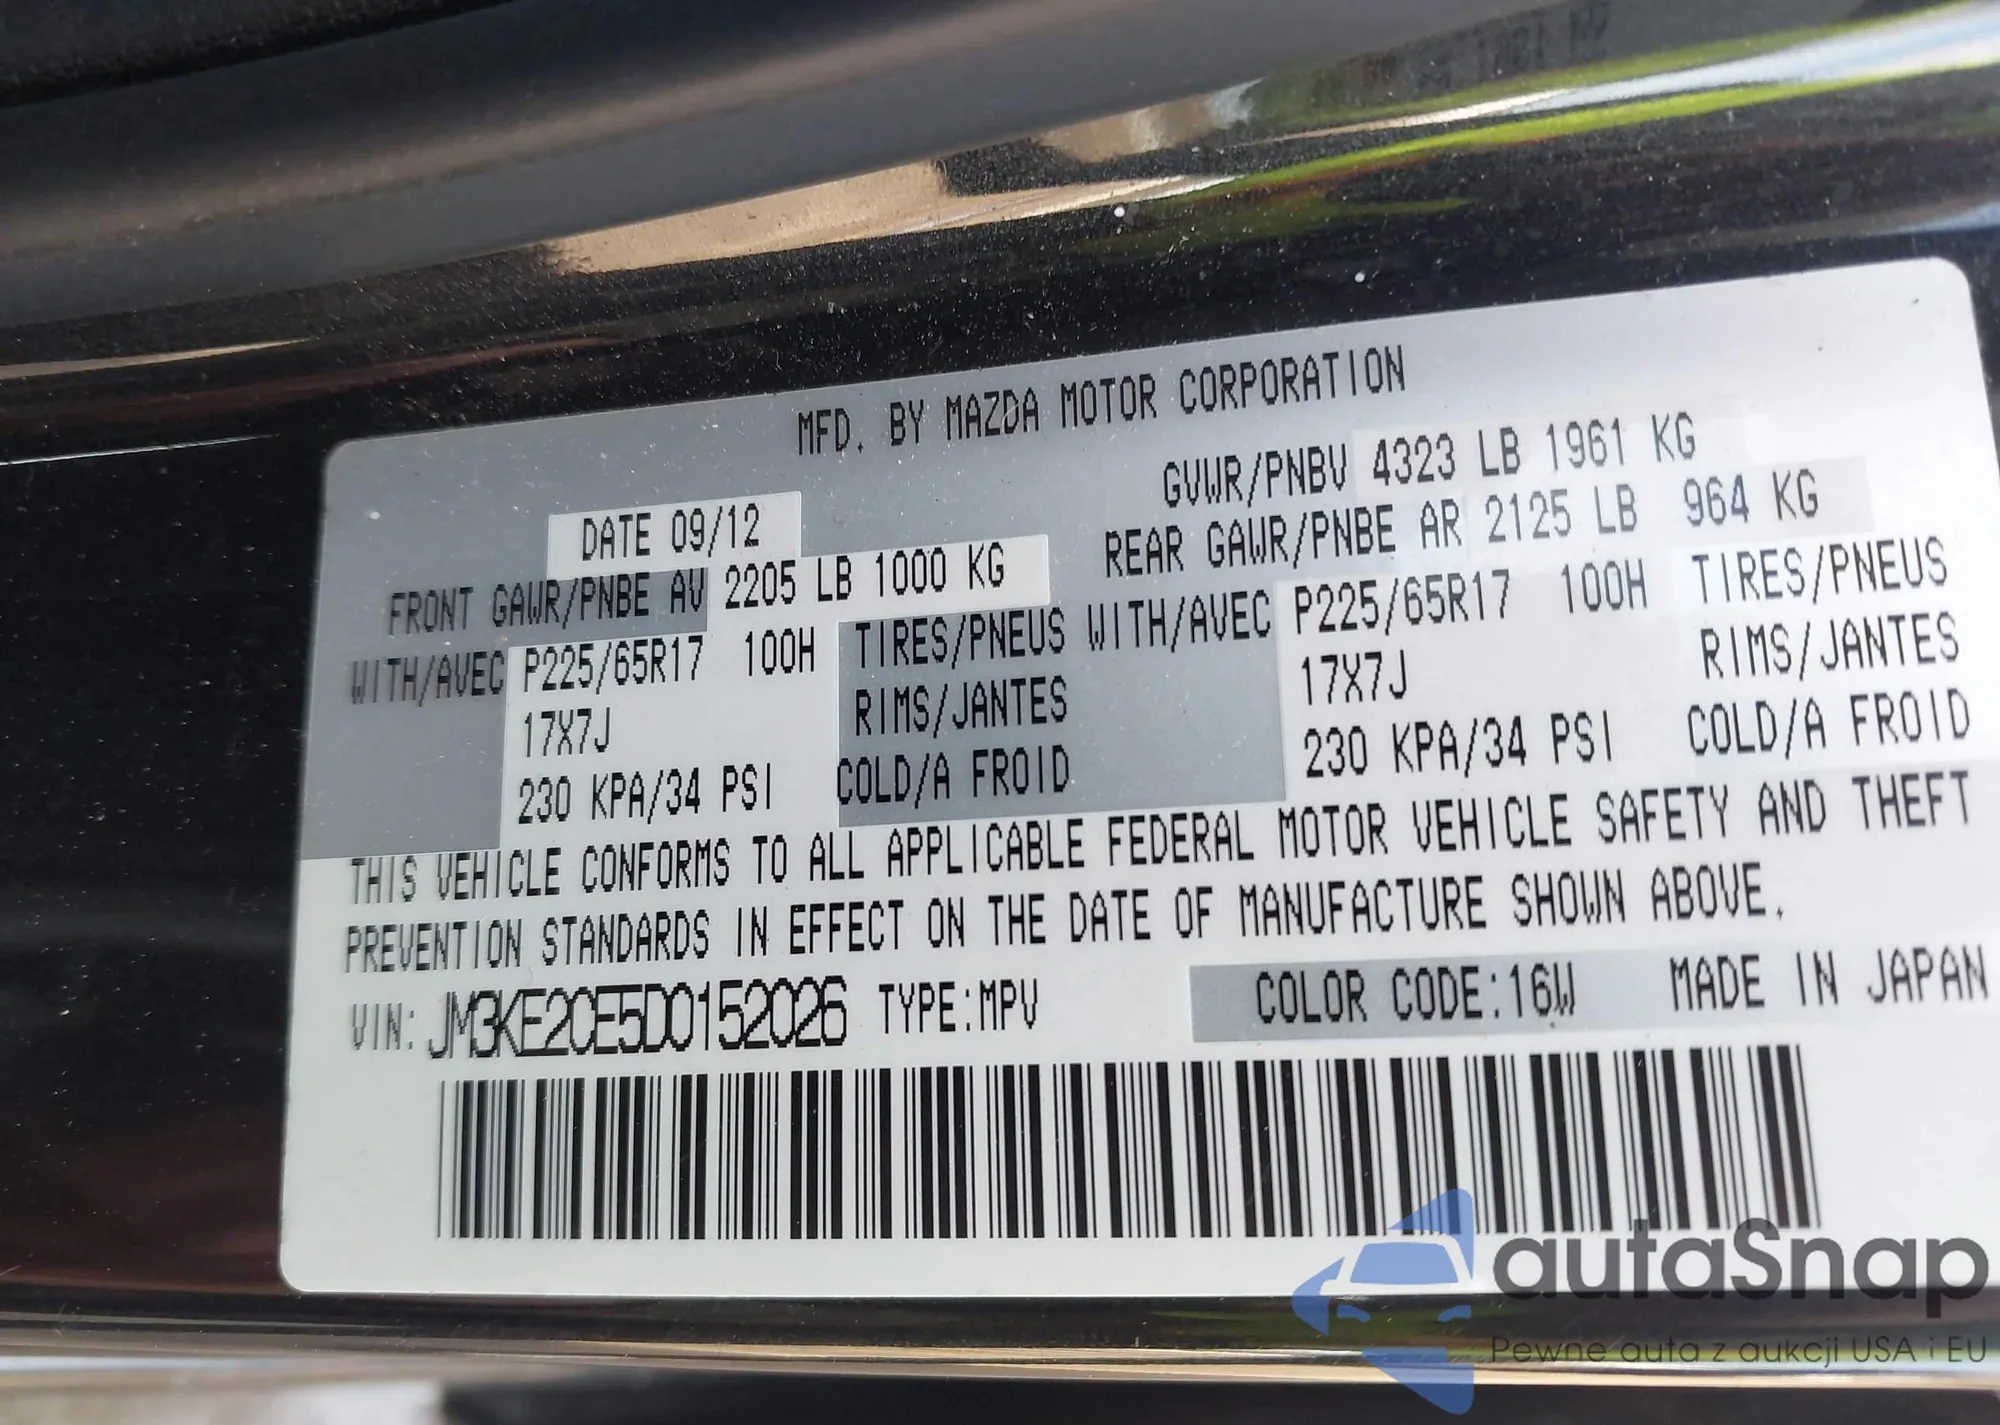 MFD. BY MAZDA MOTOR CORPORATION
GVWR/PNBV 4323 LB 1961 KG
DATE 09/12
REAR GAWR/PNBE AR 2125 LB 964 KG
FRONT GAWR/PNBE AV 2205 LB 1000 KG
WITH/AVEC P225/65R17 100H TIRES/PNEUS WITH/AVEC P225/65R17 100H TIRES/PNEUS
17X7J RIMS/JANTES 17X7J RIMS/JANTES
230 KPA/34 PSI COLD/A FROID 230 KPA/34 PSI COLD/A FROID
THIS VEHICLE CONFORMS TO ALL APPLICABLE FEDERAL MOTOR VEHICLE SAFETY AND THEFT
PREVENTION STANDARDS IN EFFECT ON THE DATE OF MANUFACTURE SHOWN ABOVE.
VIN: JM3KE2CE5D0152026 TYPE:MPV COLOR CODE:16W MADE IN JAPAN
autaSnap
Pewne auta z aukcji USA i EU